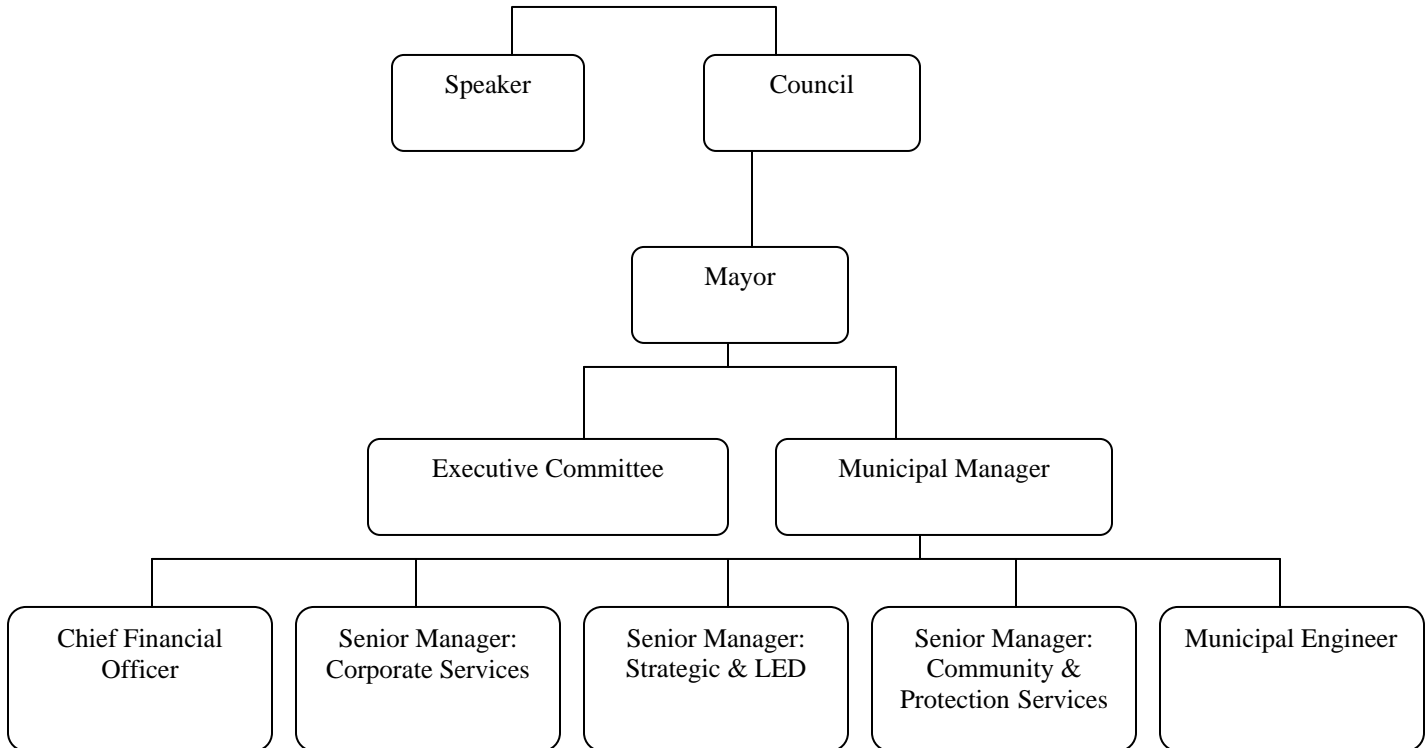 Speaker
Council
Mayor
Executive Committee
Municipal Manager
Chief Financial
Officer
Senior Manager:
Corporate Services
Senior Manager:
Strategic & LED
Senior Manager:
Community &
Protection Services
Municipal Engineer